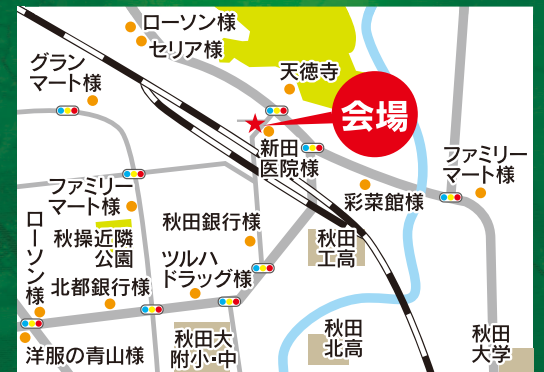 ローソン様
セリア様
グラン
マート様
天徳寺
会場
新田
医院様
ファミリー
マート様
彩菜館様
ファミリー
マート様
秋田銀行様
秋操近隣
公園
ローソン様
ツルハ
ドラッグ様
秋田
工高
北都銀行様
洋服の青山様
秋田大
附小・中
秋田
北高
秋田
大学